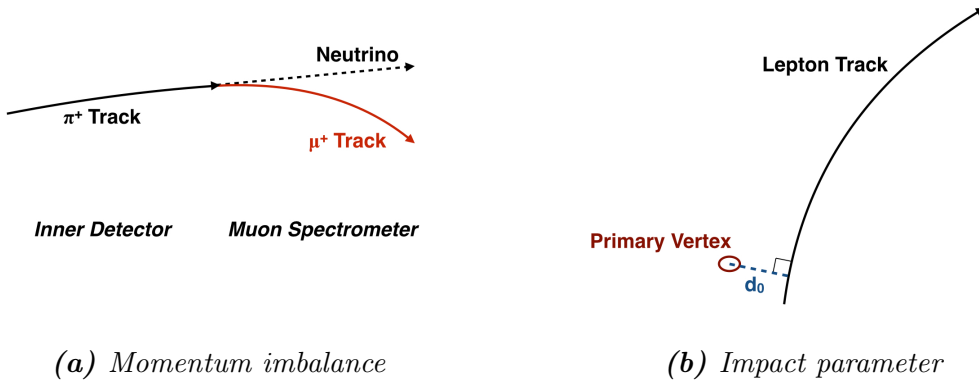 Neutrino
π⁺ Track
μ⁺ Track
Inner Detector
Muon Spectrometer
(a) Momentum imbalance
Lepton Track
Primary Vertex
d₀
(b) Impact parameter